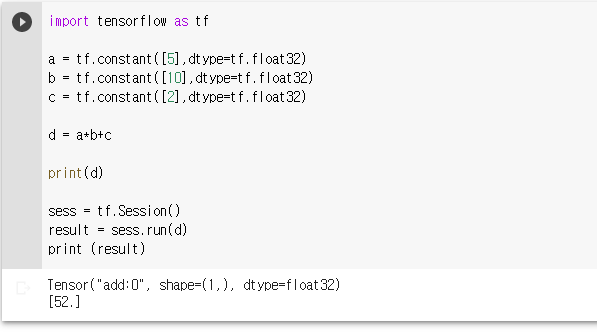 import tensorflow as tf
a = tf.constant([5],dtype=tf.float32)
b = tf.constant([10],dtype=tf.float32)
c = tf.constant([2],dtype=tf.float32)
d = a*b+c
print(d)
sess = tf.Session()
result = sess.run(d)
print (result)
Tensor("add:0", shape=(1,), dtype=float32)
[52.]